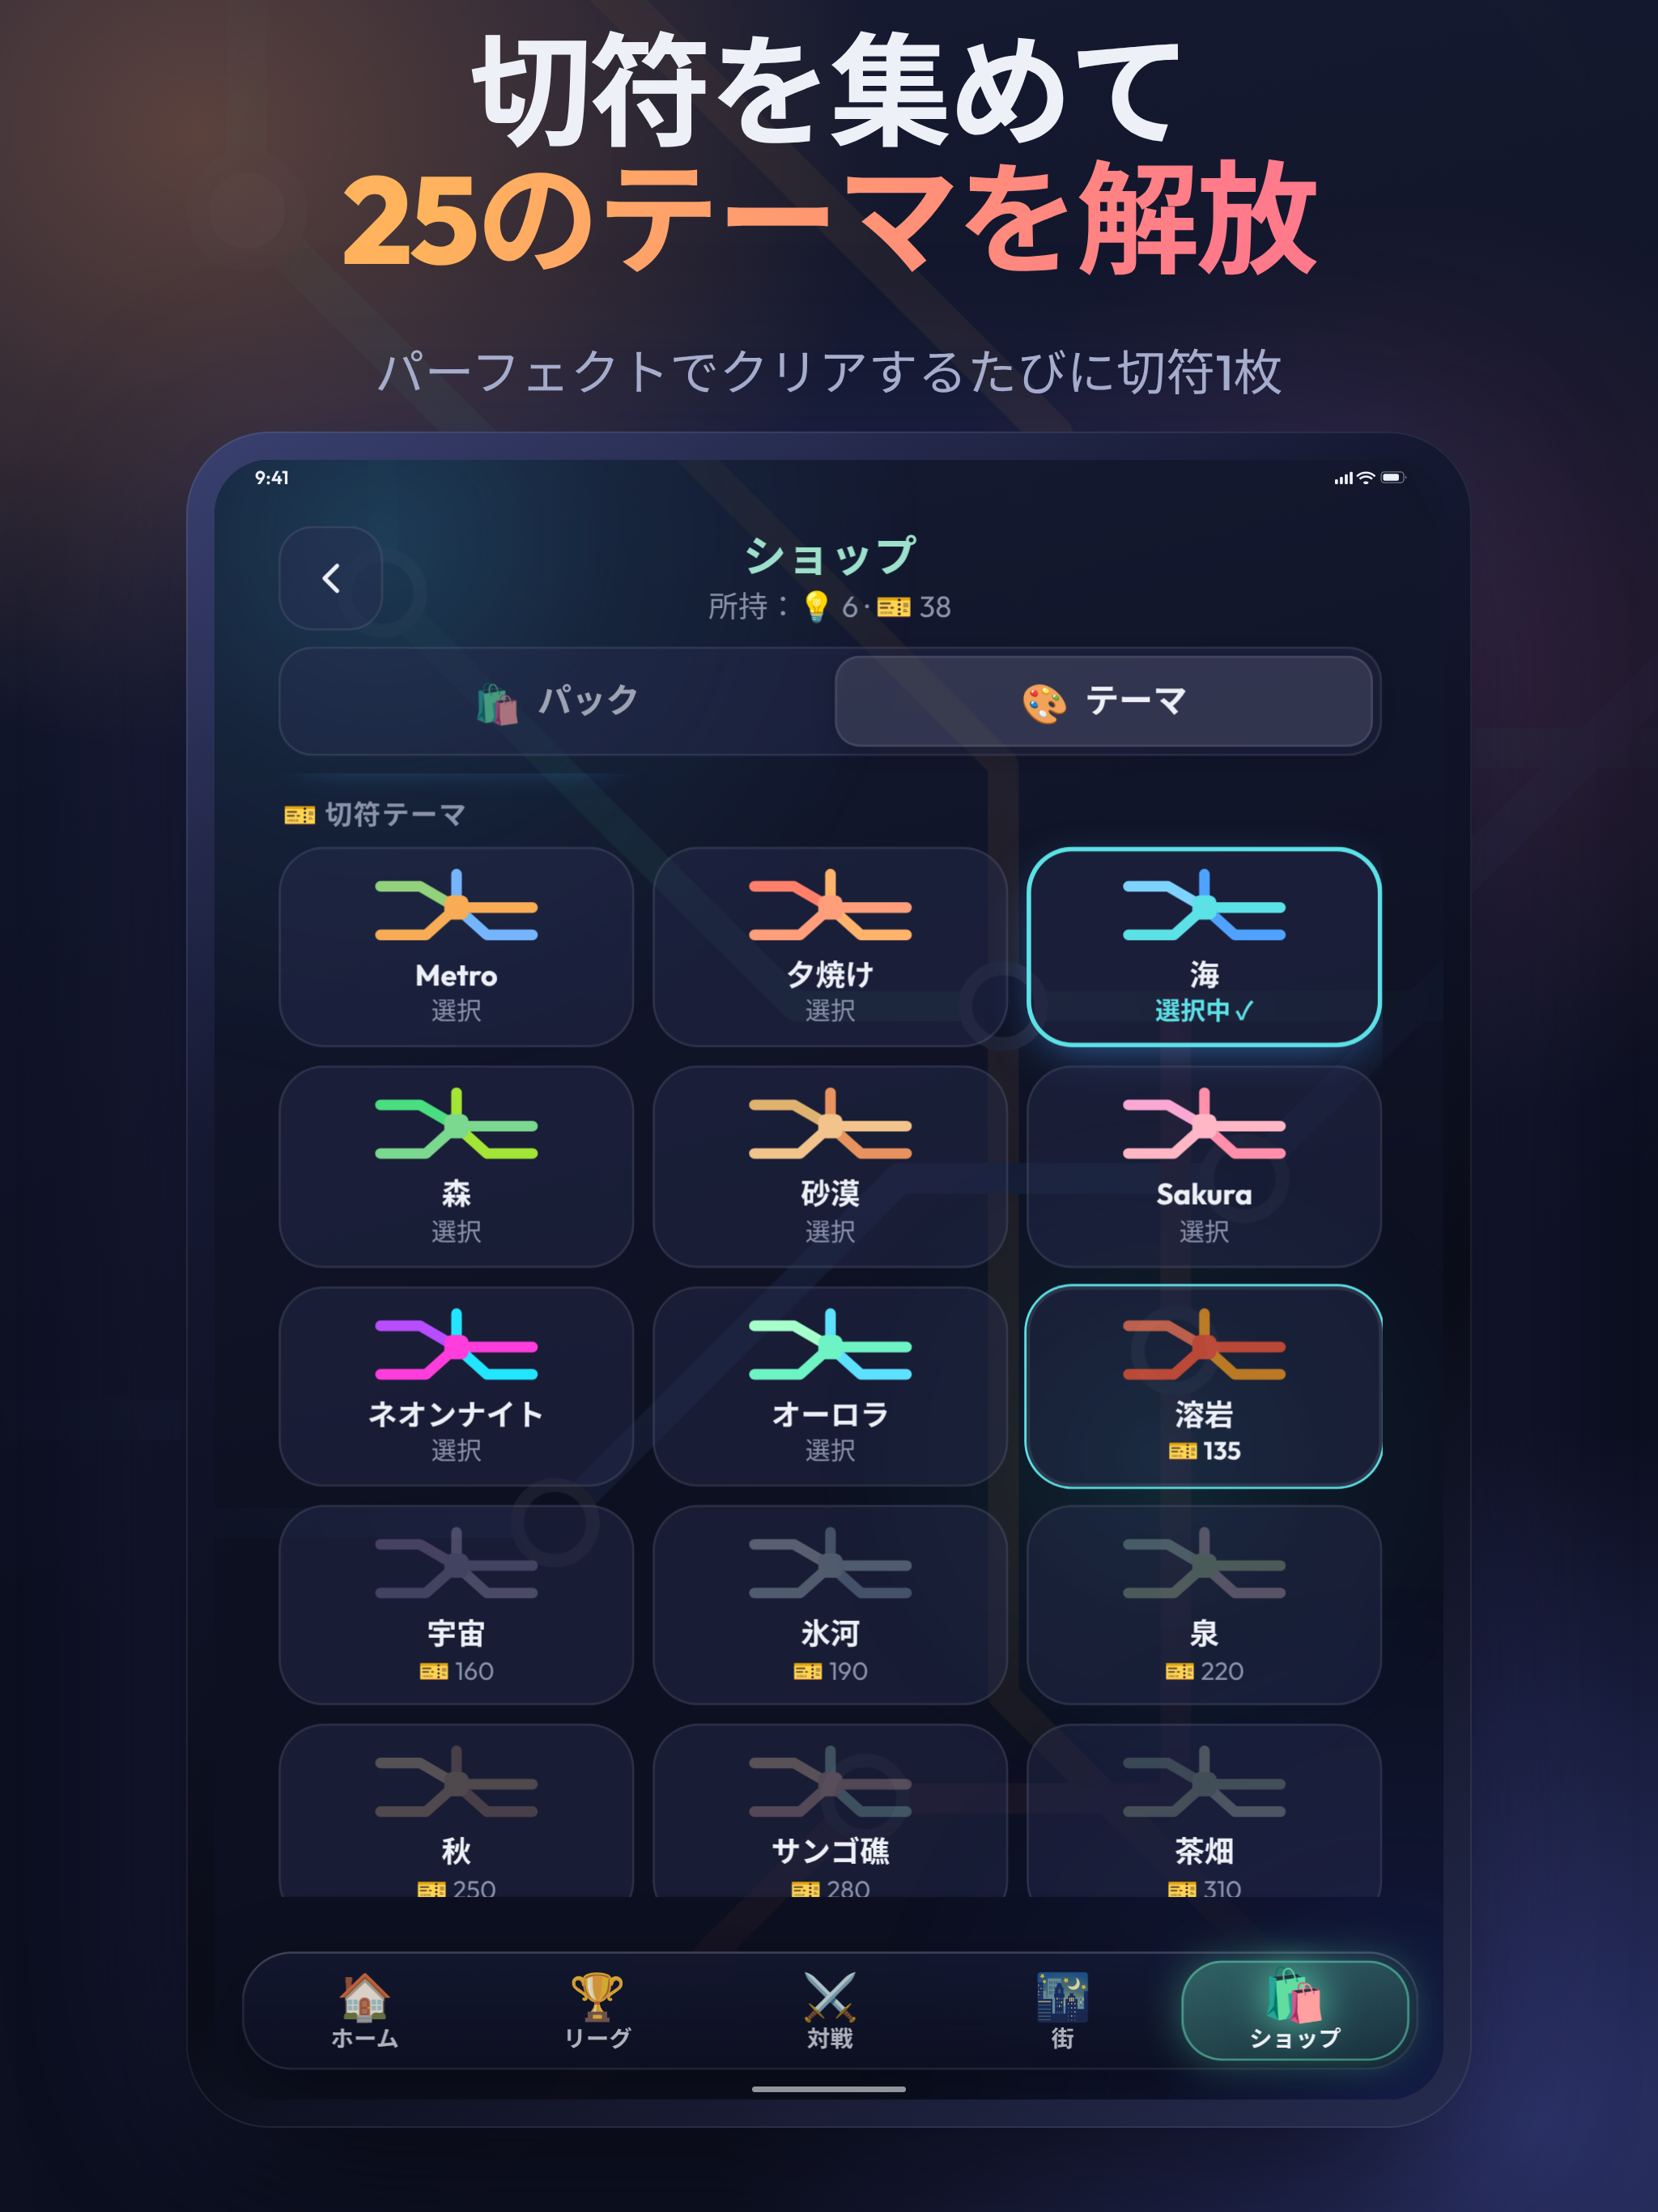 切符を集めて
25のテーマを解放
パーフェクトでクリアするたびに切符1枚
9:41
ショップ
所持：💡 6・🎫 38
🛍️ パック
🎨 テーマ
🎫 切符テーマ
Metro
選択
夕焼け
選択
海
選択中 ✓
森
選択
砂漠
選択
Sakura
選択
ネオンナイト
選択
オーロラ
選択
溶岩
🎫 135
宇宙
🎫 160
氷河
🎫 190
泉
🎫 220
秋
🎫 250
サンゴ礁
🎫 280
茶畑
🎫 310
ホーム
リーグ
対戦
街
ショップ